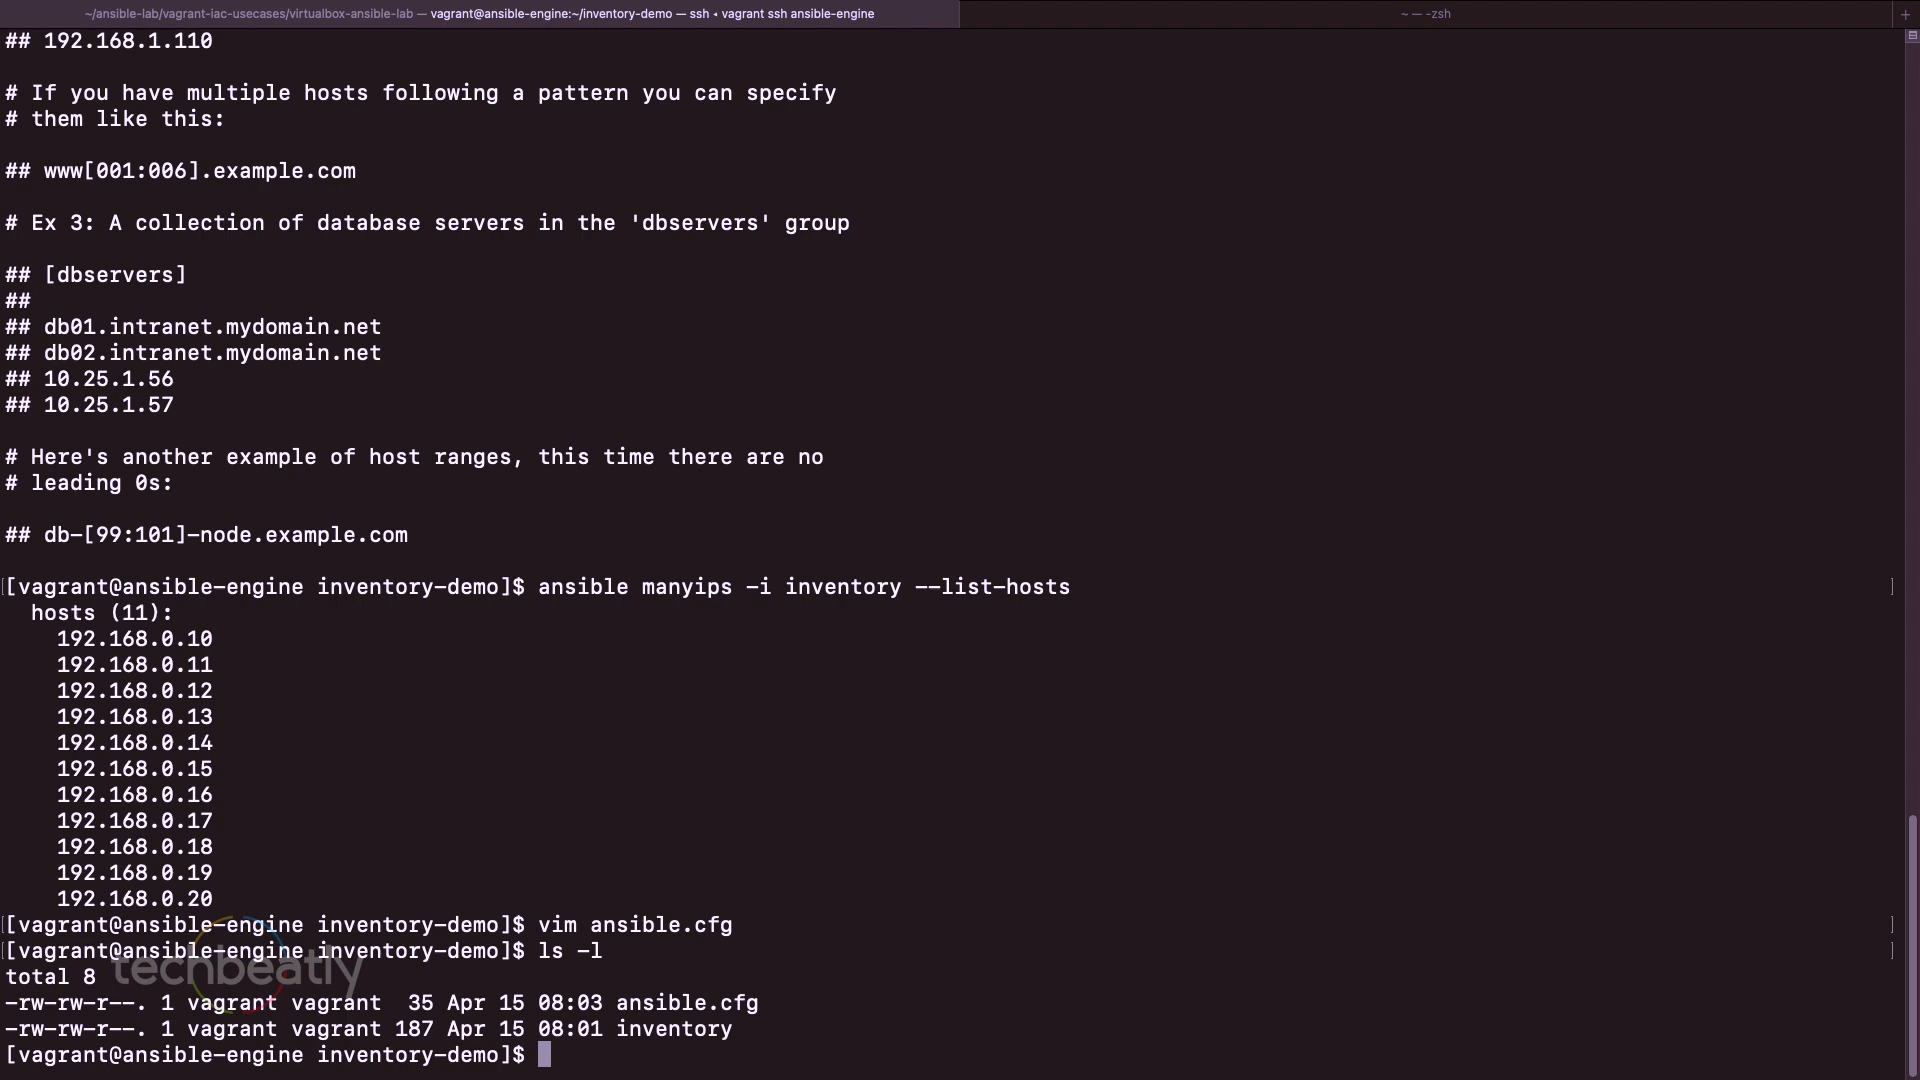 ~/ansible-lab/vagrant-iac-usecases/virtualbox-ansible-lab — vagrant@ansible-engine:~/inventory-demo — ssh ◂ vagrant ssh ansible-engine
~ — -zsh
## 192.168.1.110
# If you have multiple hosts following a pattern you can specify
# them like this:
## www[001:006].example.com
# Ex 3: A collection of database servers in the 'dbservers' group
## [dbservers]
##
## db01.intranet.mydomain.net
## db02.intranet.mydomain.net
## 10.25.1.56
## 10.25.1.57
# Here's another example of host ranges, this time there are no
# leading 0s:
## db-[99:101]-node.example.com
[vagrant@ansible-engine inventory-demo]$ ansible manyips -i inventory --list-hosts
  hosts (11):
    192.168.0.10
    192.168.0.11
    192.168.0.12
    192.168.0.13
    192.168.0.14
    192.168.0.15
    192.168.0.16
    192.168.0.17
    192.168.0.18
    192.168.0.19
    192.168.0.20
[vagrant@ansible-engine inventory-demo]$ vim ansible.cfg
[vagrant@ansible-engine inventory-demo]$ ls -l
techbeatly
total 8
-rw-rw-r--. 1 vagrant vagrant  35 Apr 15 08:03 ansible.cfg
-rw-rw-r--. 1 vagrant vagrant 187 Apr 15 08:01 inventory
[vagrant@ansible-engine inventory-demo]$